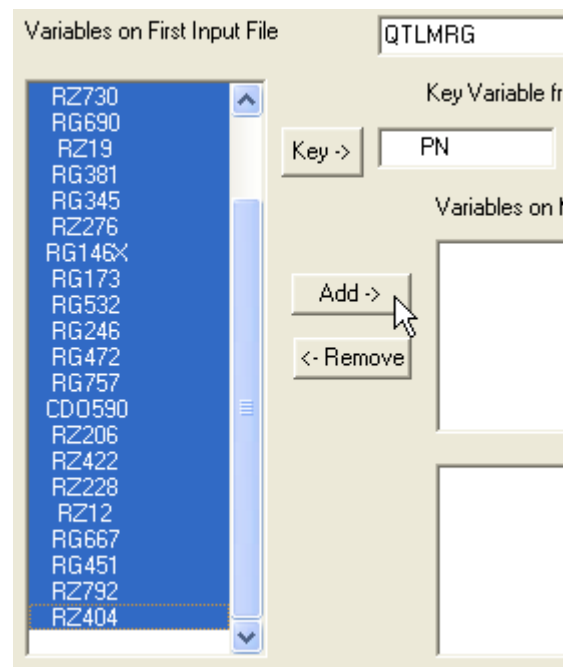 Variables on First Input File
QTLMRG
Key Variable fr
Key ->
PN
Variables on
RZ730
RG690
RZ19
RG381
RG345
RZ276
RG146X
RG173
RG532
RG246
RG472
RG757
CDO590
RZ206
RZ422
RZ228
RZ12
RG667
RG451
RZ792
RZ404
Add ->
<- Remove